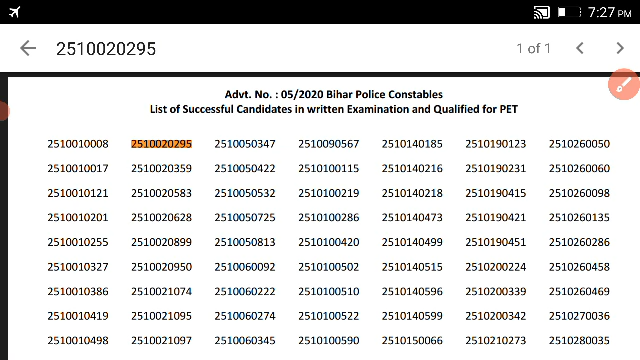 7:27 PM
2510020295 1 of 1
Advt. No. : 05/2020 Bihar Police Constables
List of Successful Candidates in written Examination and Qualified for PET
2510010008 2510020295 2510050347 2510090567 2510140185 2510190123 2510260050
2510010017 2510020359 2510050422 2510100115 2510140216 2510190231 2510260060
2510010121 2510020583 2510050532 2510100219 2510140218 2510190415 2510260098
2510010201 2510020628 2510050725 2510100286 2510140473 2510190421 2510260135
2510010255 2510020899 2510050813 2510100420 2510140499 2510190451 2510260286
2510010327 2510020950 2510060092 2510100502 2510140515 2510200224 2510260458
2510010386 2510021074 2510060222 2510100510 2510140596 2510200339 2510260469
2510010419 2510021095 2510060274 2510100522 2510140599 2510200342 2510270036
2510010498 2510021097 2510060345 2510100590 2510150066 2510210273 2510280035